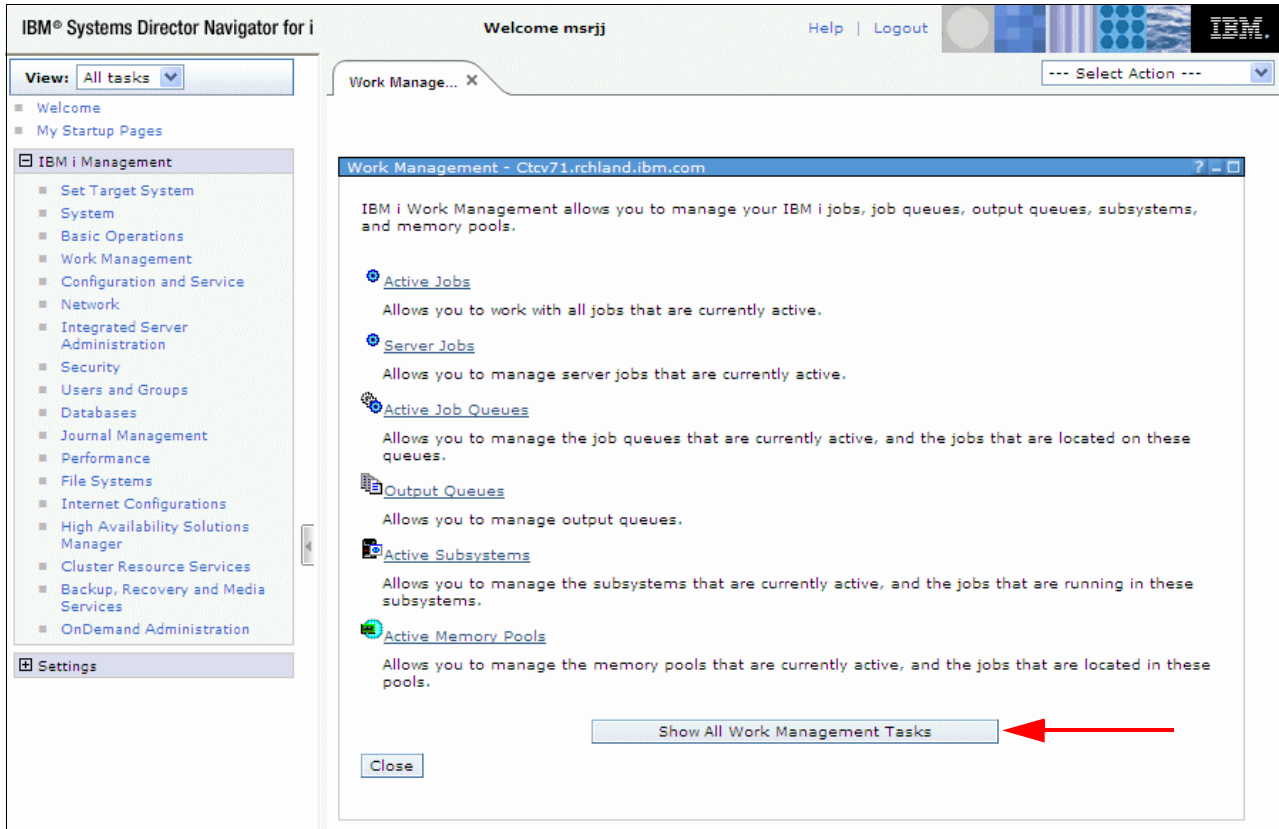 IBM® Systems Director Navigator for i
Welcome msrjj
Help | Logout
IBM.
View: All tasks
Work Manage...
--- Select Action ---
Welcome
My Startup Pages
IBM i Management
Set Target System
System
Basic Operations
Work Management
Configuration and Service
Network
Integrated Server
Administration
Security
Users and Groups
Databases
Journal Management
Performance
File Systems
Internet Configurations
High Availability Solutions
Manager
Cluster Resource Services
Backup, Recovery and Media
Services
OnDemand Administration
Settings
Work Management - Ctcv71.rchland.ibm.com
IBM i Work Management allows you to manage your IBM i jobs, job queues, output queues, subsystems,
and memory pools.
Active Jobs
Allows you to work with all jobs that are currently active.
Server Jobs
Allows you to manage server jobs that are currently active.
Active Job Queues
Allows you to manage the job queues that are currently active, and the jobs that are located on these
queues.
Output Queues
Allows you to manage output queues.
Active Subsystems
Allows you to manage the subsystems that are currently active, and the jobs that are running in these
subsystems.
Active Memory Pools
Allows you to manage the memory pools that are currently active, and the jobs that are located in these
pools.
Show All Work Management Tasks
Close